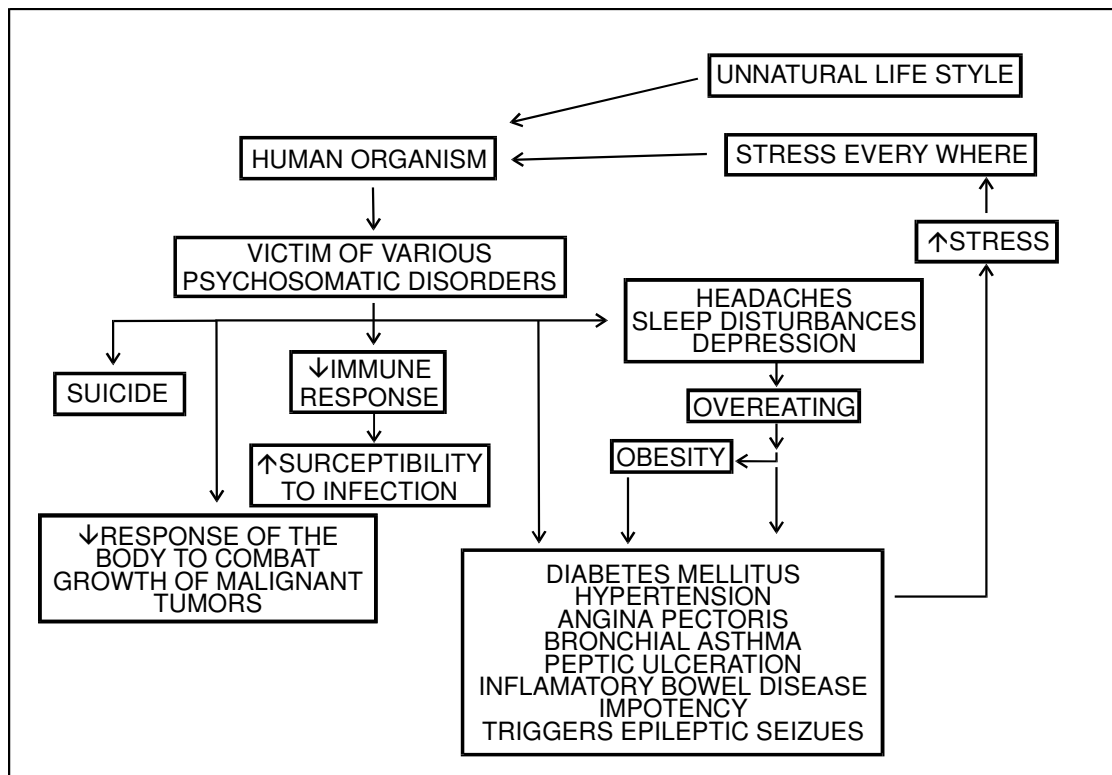 UNNATURAL LIFE STYLE
HUMAN ORGANISM
STRESS EVERY WHERE
↑STRESS
VICTIM OF VARIOUS
PSYCHOSOMATIC DISORDERS
HEADACHES
SLEEP DISTURBANCES
DEPRESSION
SUICIDE
↓IMMUNE
RESPONSE
OVEREATING
OBESITY
↑SURCEPTIBILITY
TO INFECTION
↓RESPONSE OF THE
BODY TO COMBAT
GROWTH OF MALIGNANT
TUMORS
DIABETES MELLITUS
HYPERTENSION
ANGINA PECTORIS
BRONCHIAL ASTHMA
PEPTIC ULCERATION
INFLAMATORY BOWEL DISEASE
IMPOTENCY
TRIGGERS EPILEPTIC SEIZUES